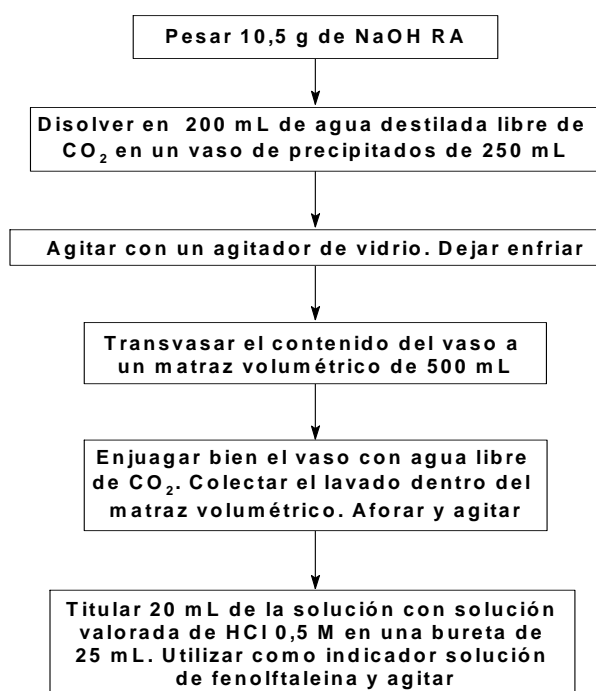 Pesar 10,5 g de NaOH RA
Disolver en 200 mL de agua destilada libre de
CO₂ en un vaso de precipitados de 250 mL
Agitar con un agitador de vidrio. Dejar enfriar
Transvasar el contenido del vaso a
un matraz volumétrico de 500 mL
Enjuagar bien el vaso con agua libre
de CO₂. Colectar el lavado dentro del
matraz volumétrico. Aforar y agitar
Titular 20 mL de la solución con solución
valorada de HCl 0,5 M en una bureta de
25 mL. Utilizar como indicador solución
de fenolftaleina y agitar